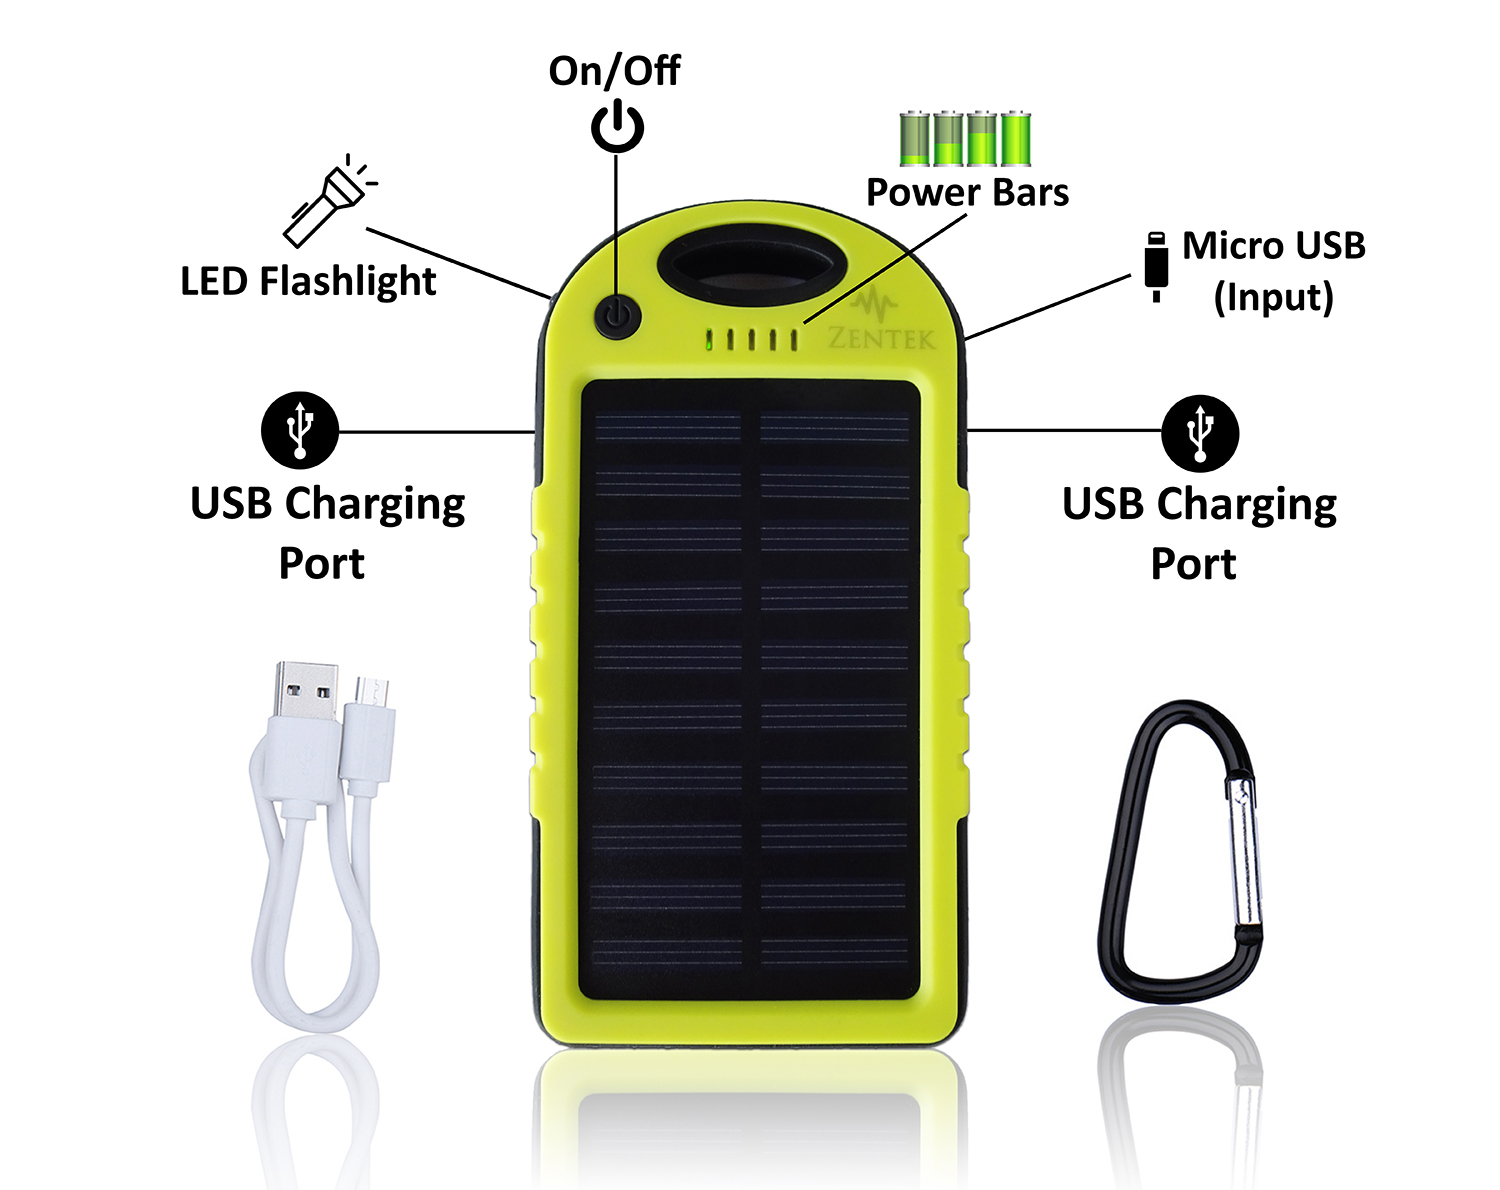 On/Off
Power Bars
LED Flashlight
Micro USB
(Input)
ZENTEK
USB Charging
Port
USB Charging
Port